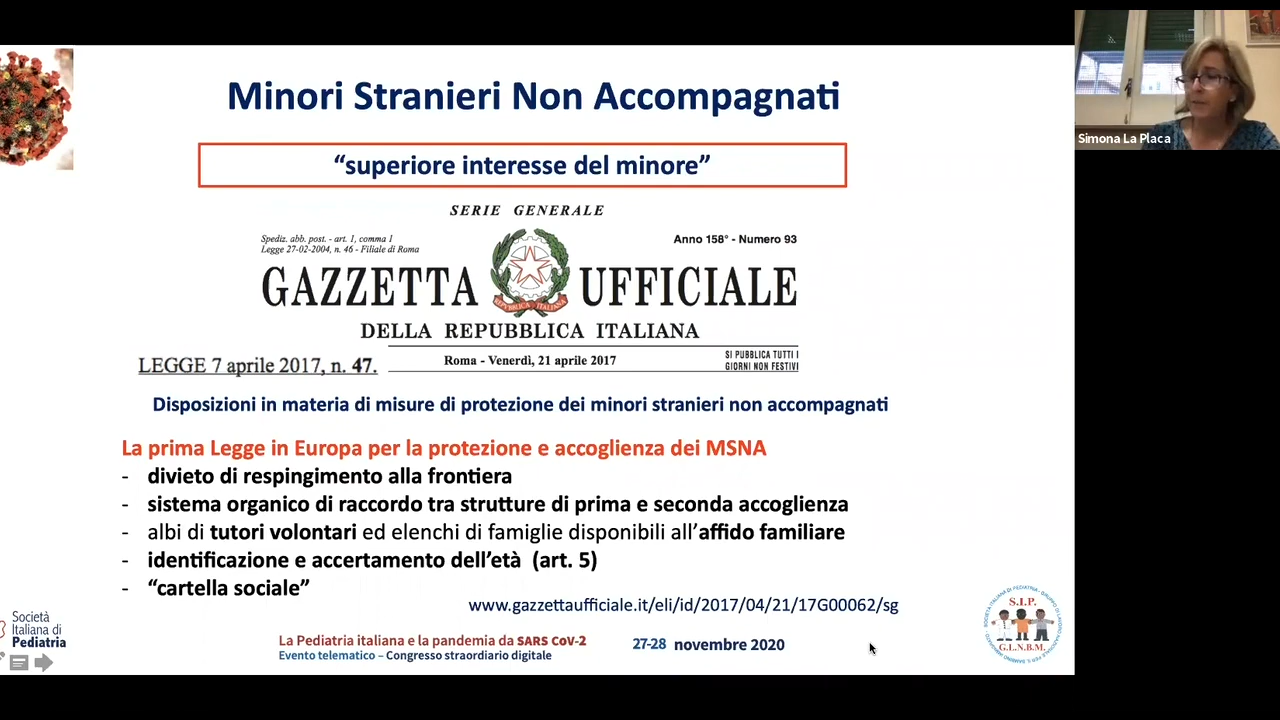 Minori Stranieri Non Accompagnati
“superiore interesse del minore”
SERIE GENERALE
Spediz. abb. post. - art. 1, comma 1
Legge 27-02-2004, n. 46 - Filiale di Roma
Anno 158° - Numero 93
GAZZETTA UFFICIALE
DELLA REPUBBLICA ITALIANA
LEGGE 7 aprile 2017, n. 47.
Roma - Venerdì, 21 aprile 2017
SI PUBBLICA TUTTI I
GIORNI NON FESTIVI
Disposizioni in materia di misure di protezione dei minori stranieri non accompagnati
La prima Legge in Europa per la protezione e accoglienza dei MSNA
- divieto di respingimento alla frontiera
- sistema organico di raccordo tra strutture di prima e seconda accoglienza
- albi di tutori volontari ed elenchi di famiglie disponibili all’affido familiare
- identificazione e accertamento dell’età (art. 5)
- “cartella sociale”
www.gazzettaufficiale.it/eli/id/2017/04/21/17G00062/sg
Società
Italiana di
Pediatria
La Pediatria italiana e la pandemia da SARS CoV-2
Evento telematico – Congresso straordinario digitale
27-28 novembre 2020
S.I.P.
G.L.N.B.M.
Simona La Placa